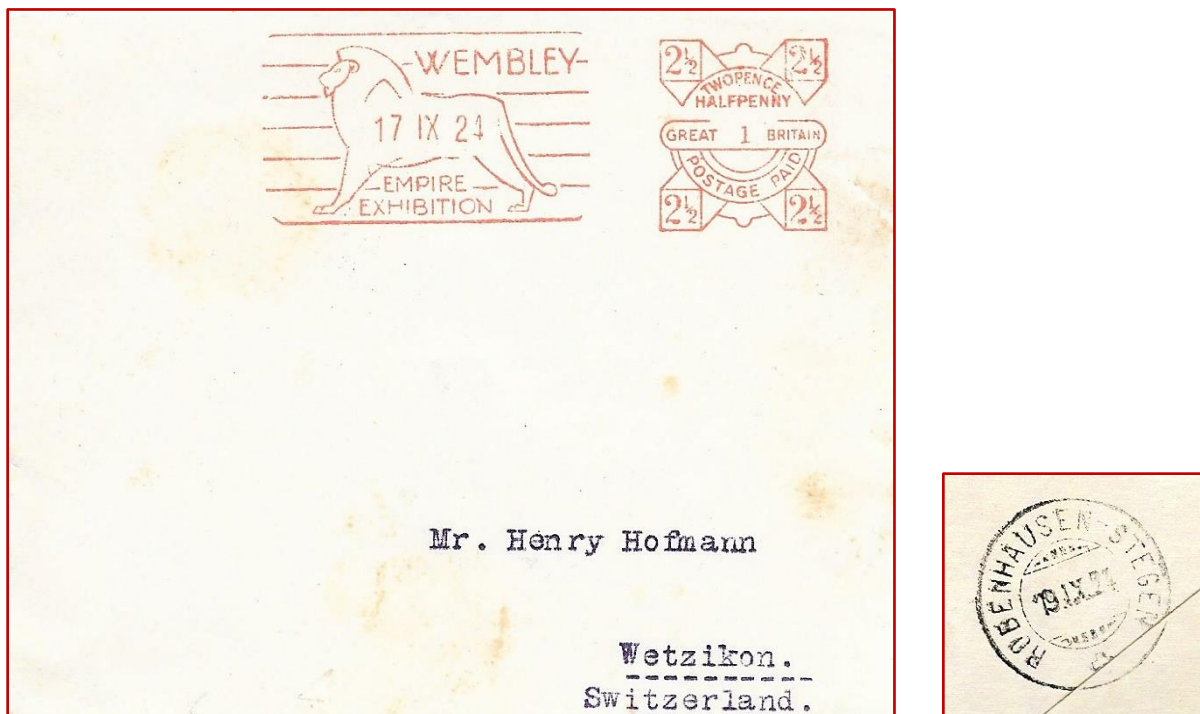 WEMBLEY
17 IX 24
EMPIRE
EXHIBITION
2½ 2½
TWOPENCE
HALFPENNY
GREAT 1 BRITAIN
POSTAGE PAID
2½ 2½
Mr. Henry Hofmann
Wetzikon.
Switzerland.
ROBENHAUSEN-STEGEN
19.IX.24